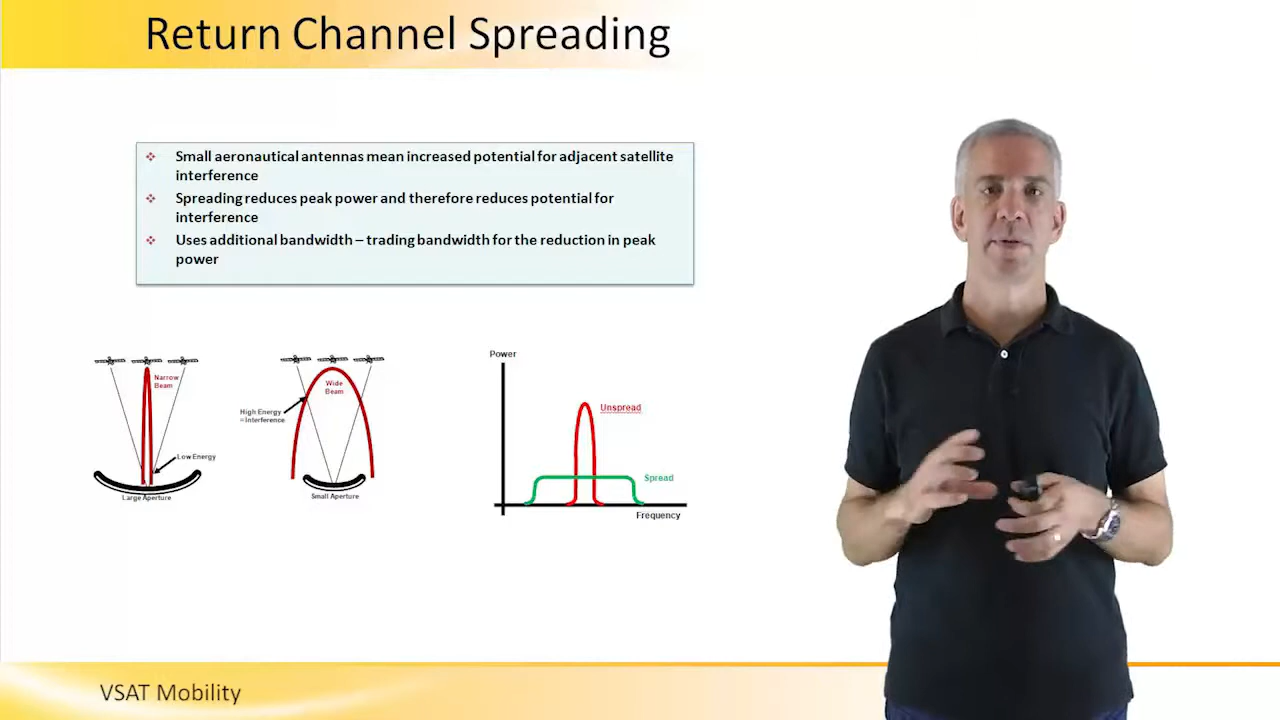 Return Channel Spreading
Small aeronautical antennas mean increased potential for adjacent satellite
interference
Spreading reduces peak power and therefore reduces potential for
interference
Uses additional bandwidth – trading bandwidth for the reduction in peak
power
Narrow
Beam
Low Energy
Large Aperture
Wide
Beam
High Energy
=Interference
Small Aperture
Power
Unspread
Spread
Frequency
VSAT Mobility